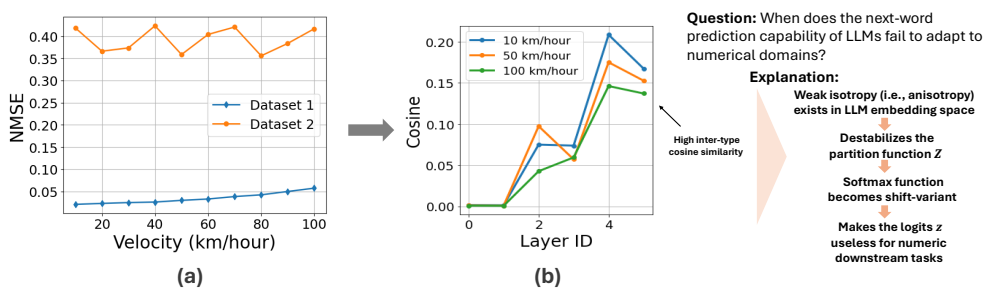 NMSE
0.40
0.35
0.30
0.25
0.20
0.15
0.10
0.05
Dataset 1
Dataset 2
20
40
60
80
100
Velocity (km/hour)
(a)
Cosine
0.20
0.15
0.10
0.05
0.00
10 km/hour
50 km/hour
100 km/hour
0
2
4
Layer ID
(b)
High inter-type
cosine similarity
Question: When does the next-word
prediction capability of LLMs fail to adapt to
numerical domains?
Explanation:
Weak isotropy (i.e., anisotropy)
exists in LLM embedding space
Destabilizes the
partition function Z
Softmax function
becomes shift-variant
Makes the logits z
useless for numeric
downstream tasks